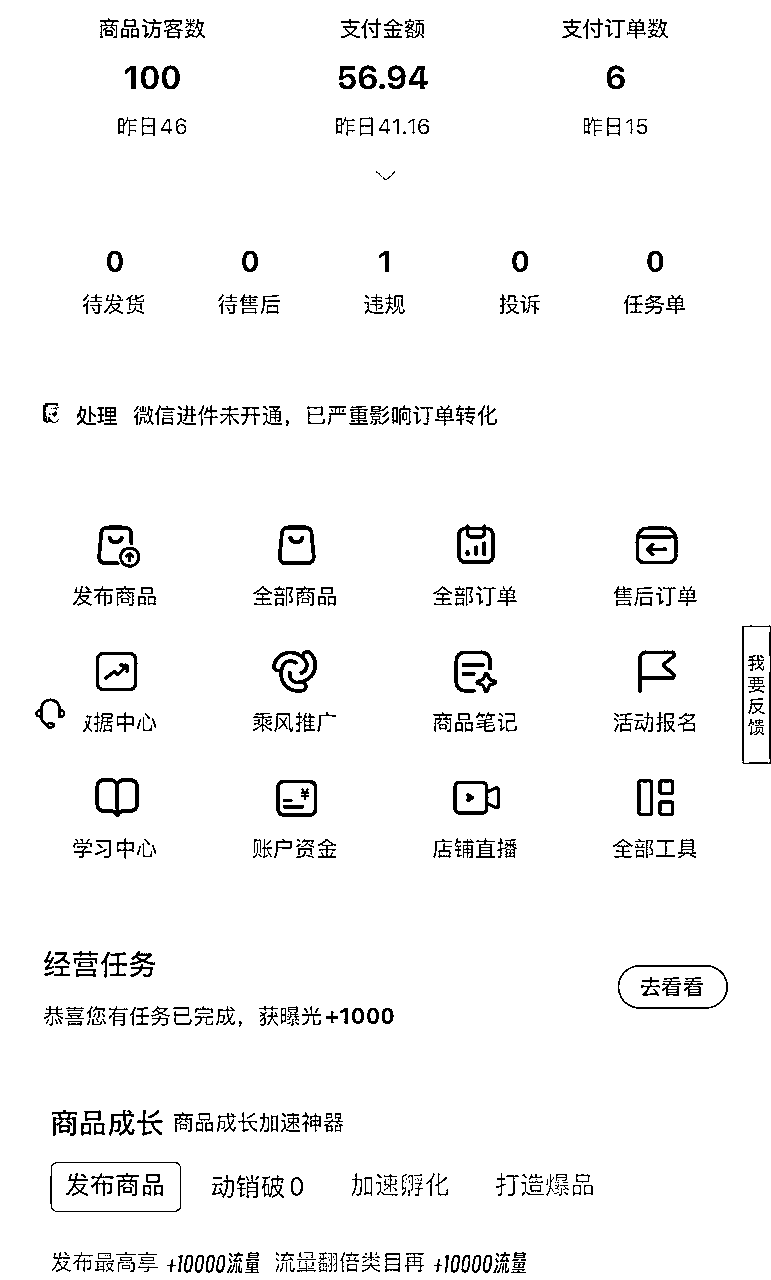 商品访客数 支付金额 支付订单数
100 56.94 6
昨日46 昨日41.16 昨日15
0 0 1 0 0
待发货 待售后 违规 投诉 任务单
处理 微信进件未开通，已严重影响订单转化
发布商品 全部商品 全部订单 售后订单
据中心 乘风推广 商品笔记 活动报名
我要反馈
学习中心 账户资金 店铺直播 全部工具
经营任务
去看看
恭喜您有任务已完成，获曝光+1000
商品成长 商品成长加速神器
发布商品 动销破0 加速孵化 打造爆品
发布最高享 +10000流量 流量翻倍类目再 +10000流量